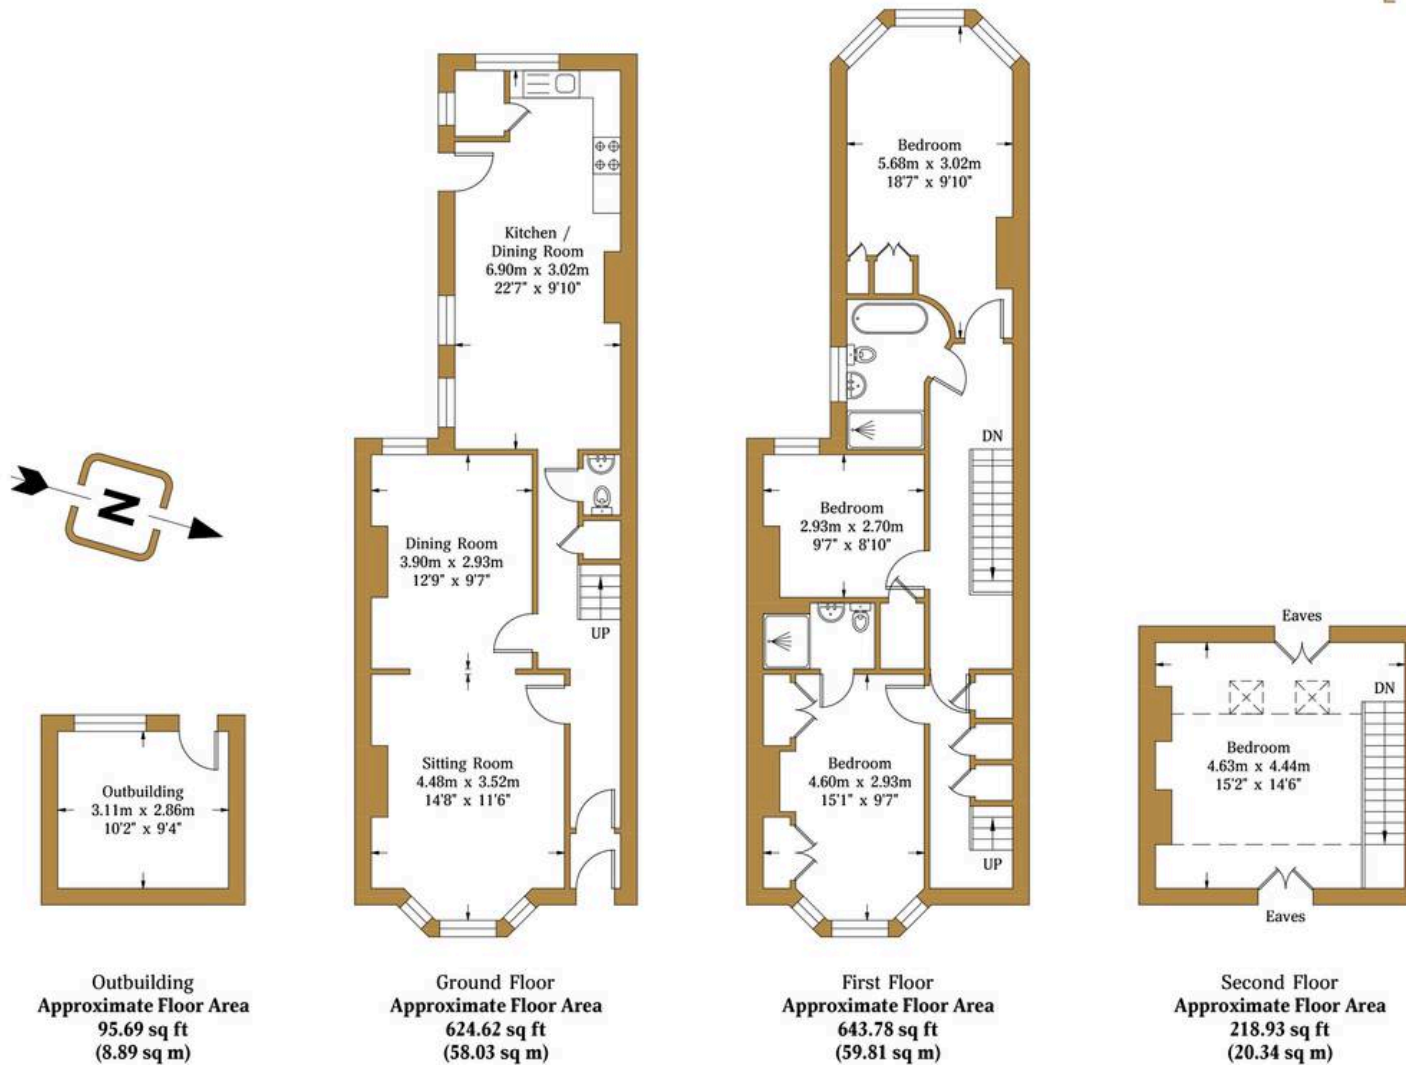 Kitchen /
Dining Room
6.90m x 3.02m
22'7" x 9'10"
Dining Room
3.90m x 2.93m
12'9" x 9'7"
UP
Sitting Room
4.48m x 3.52m
14'8" x 11'6"
Bedroom
5.68m x 3.02m
18'7" x 9'10"
DN
Bedroom
2.93m x 2.70m
9'7" x 8'10"
Bedroom
4.60m x 2.93m
15'1" x 9'7"
UP
Eaves
DN
Bedroom
4.63m x 4.44m
15'2" x 14'6"
Eaves
N
Outbuilding
3.11m x 2.86m
10'2" x 9'4"
Outbuilding
Approximate Floor Area
95.69 sq ft
(8.89 sq m)
Ground Floor
Approximate Floor Area
624.62 sq ft
(58.03 sq m)
First Floor
Approximate Floor Area
643.78 sq ft
(59.81 sq m)
Second Floor
Approximate Floor Area
218.93 sq ft
(20.34 sq m)